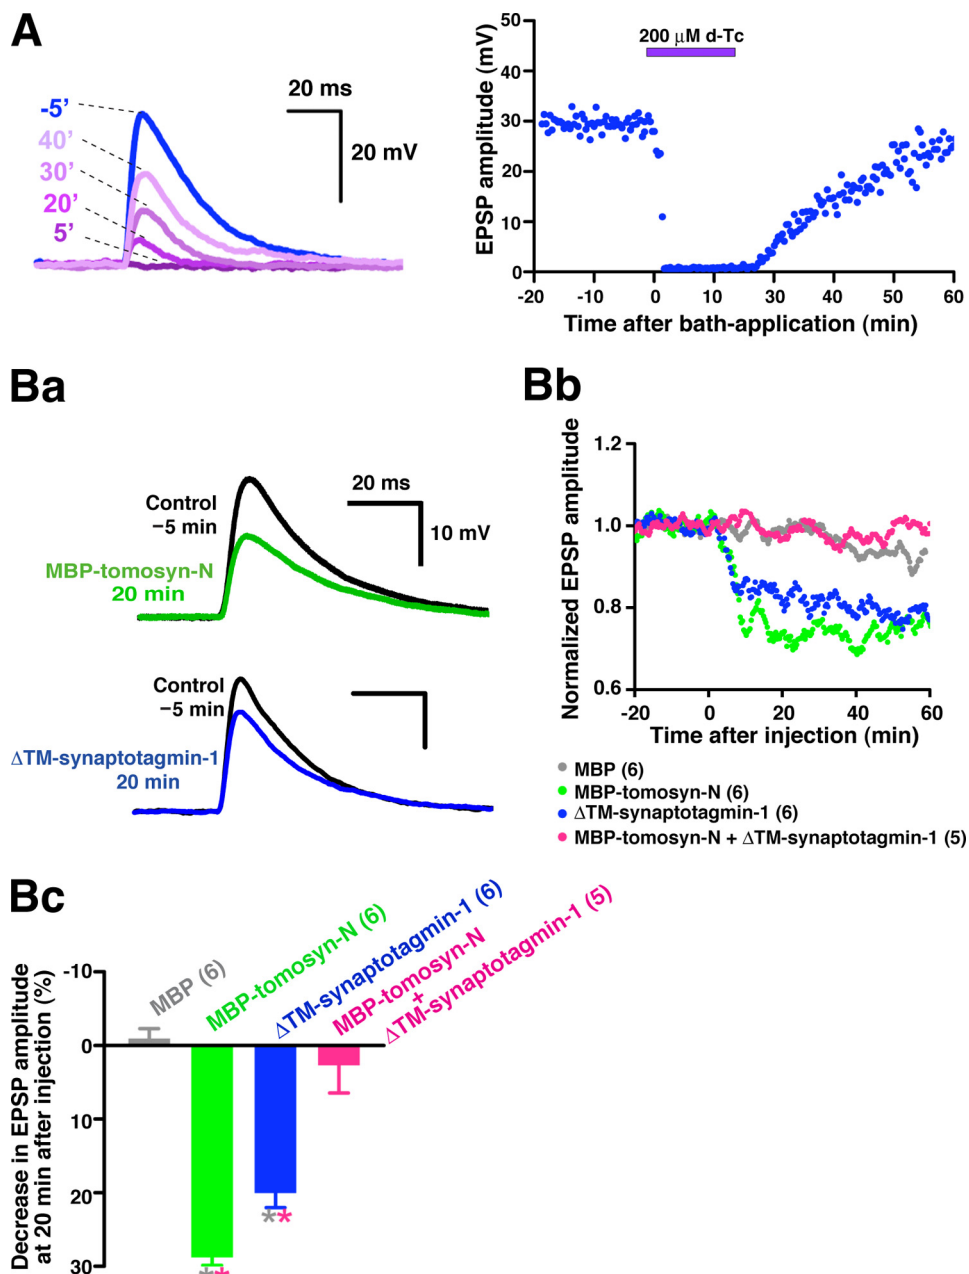 A
20 ms
20 mV
-5'
40'
30'
20'
5'
200 μM d-Tc
EPSP amplitude (mV)
50
40
30
20
10
0
-20 -10 0 10 20 30 40 50 60
Time after bath-application (min)
Ba
Control
−5 min
MBP-tomosyn-N
20 min
20 ms
10 mV
Control
−5 min
ΔTM-synaptotagmin-1
20 min
Bb
Normalized EPSP amplitude
1.2
1.0
0.8
0.6
-20 0 20 40 60
Time after injection (min)
MBP (6)
MBP-tomosyn-N (6)
ΔTM-synaptotagmin-1 (6)
MBP-tomosyn-N + ΔTM-synaptotagmin-1 (5)
Bc
Decrease in EPSP amplitude
at 20 min after injection (%)
-10
0
10
20
30
MBP (6)
MBP-tomosyn-N (6)
ΔTM-synaptotagmin-1 (6)
MBP-tomosyn-N
+
ΔTM-synaptotagmin-1 (5)
**
**